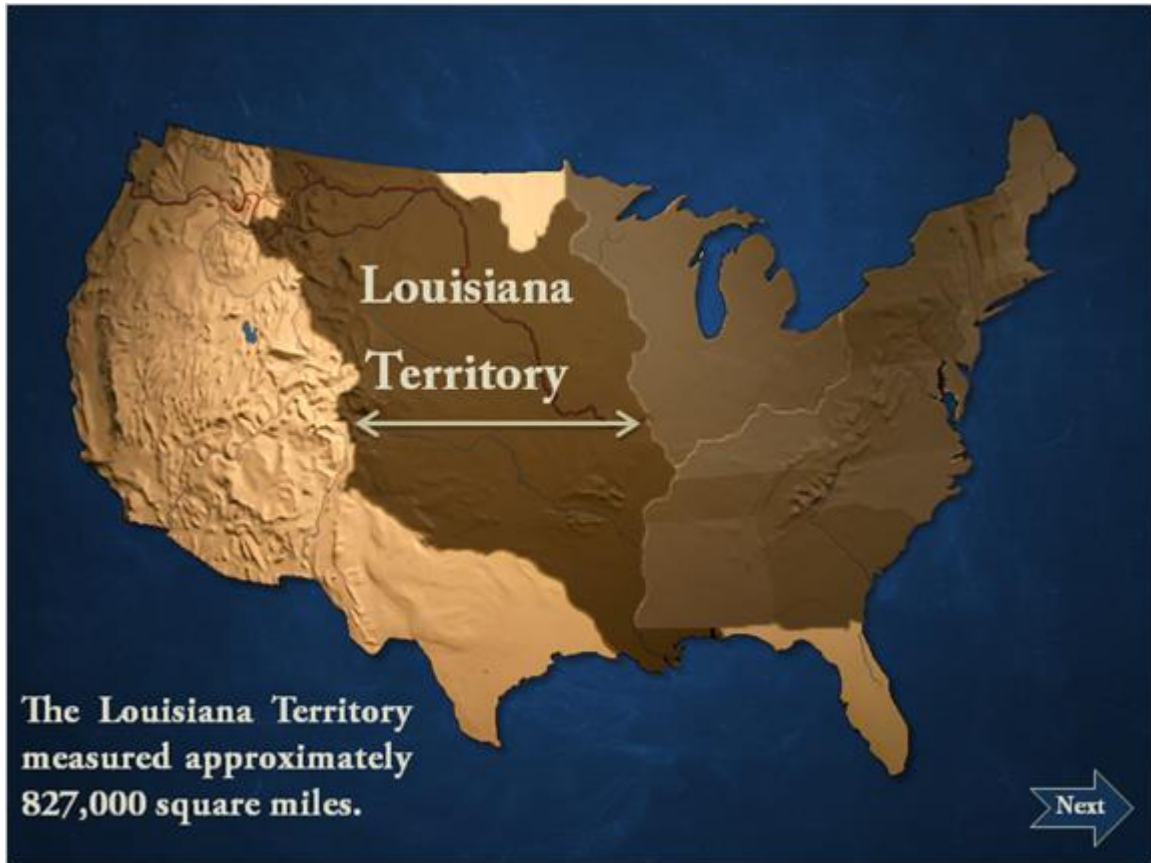 Louisiana
Territory
The Louisiana Territory
measured approximately
827,000 square miles.
Next